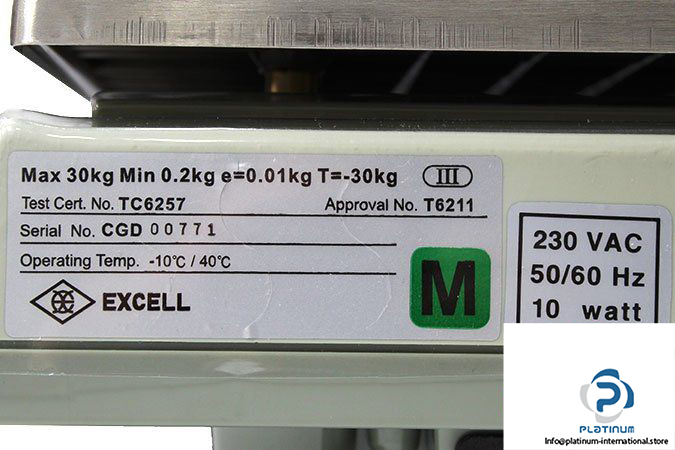 Max 30kg Min 0.2kg e=0.01kg T=-30kg III
Test Cert. No. TC6257 Approval No. T6211
Serial No. CGD 00771
Operating Temp. -10℃ / 40℃
EXCELL
M
230 VAC
50/60 Hz
10 watt
P
PLATINUM
Info@platinum-international.store